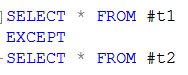 SELECT * FROM #t1
EXCEPT
SELECT * FROM #t2